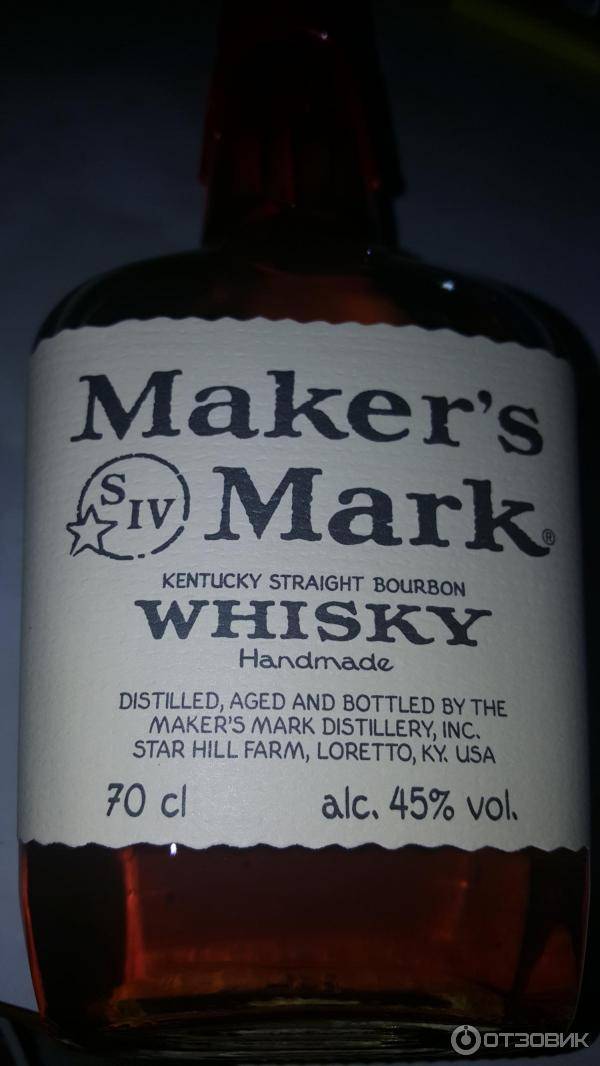 Maker's
S IV Mark®
KENTUCKY STRAIGHT BOURBON
WHISKY
Handmade
DISTILLED, AGED AND BOTTLED BY THE
MAKER'S MARK DISTILLERY, INC.
STAR HILL FARM, LORETTO, KY. USA
70 cl alc. 45% vol.
ОТЗОВИК